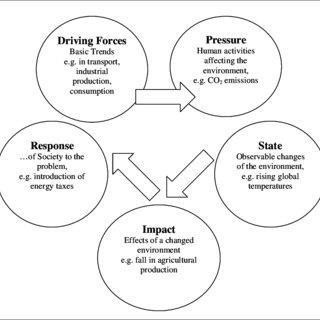 Driving Forces
Basic Trends
e.g. in transport,
industrial
production,
consumption
Pressure
Human activities
affecting the
environment,
e.g. CO₂ emissions
Response
…of Society to the
problem,
e.g. introduction of
energy taxes
State
Observable changes
of the environment,
e.g. rising global
temperatures
Impact
Effects of a changed
environment
e.g. fall in agricultural
production